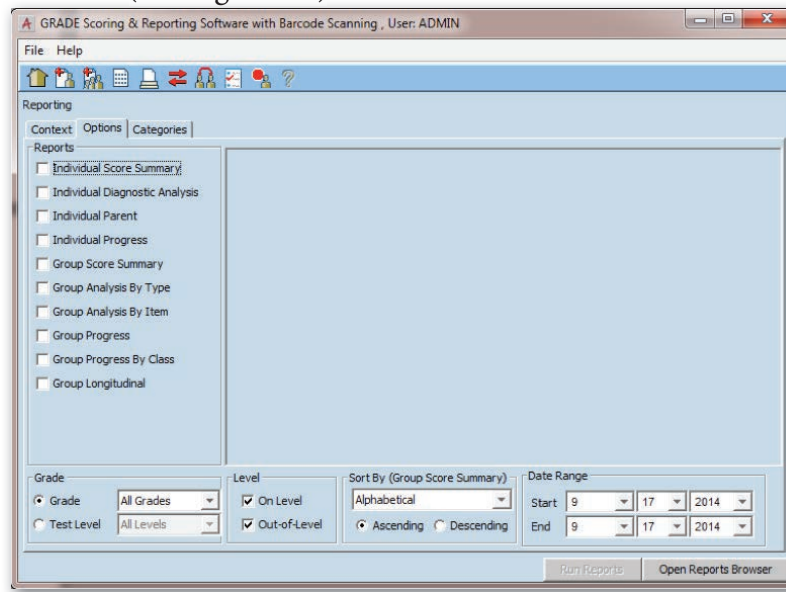 GRADE Scoring & Reporting Software with Barcode Scanning , User: ADMIN
File Help
Reporting
Context Options Categories
Reports
Individual Score Summary
Individual Diagnostic Analysis
Individual Parent
Individual Progress
Group Score Summary
Group Analysis By Type
Group Analysis By Item
Group Progress
Group Progress By Class
Group Longitudinal
Grade Level Sort By (Group Score Summary) Date Range
Grade All Grades On Level Alphabetical Start 9 17 2014
Test Level All Levels Out-of-Level Ascending Descending End 9 17 2014
Run Reports Open Reports Browser